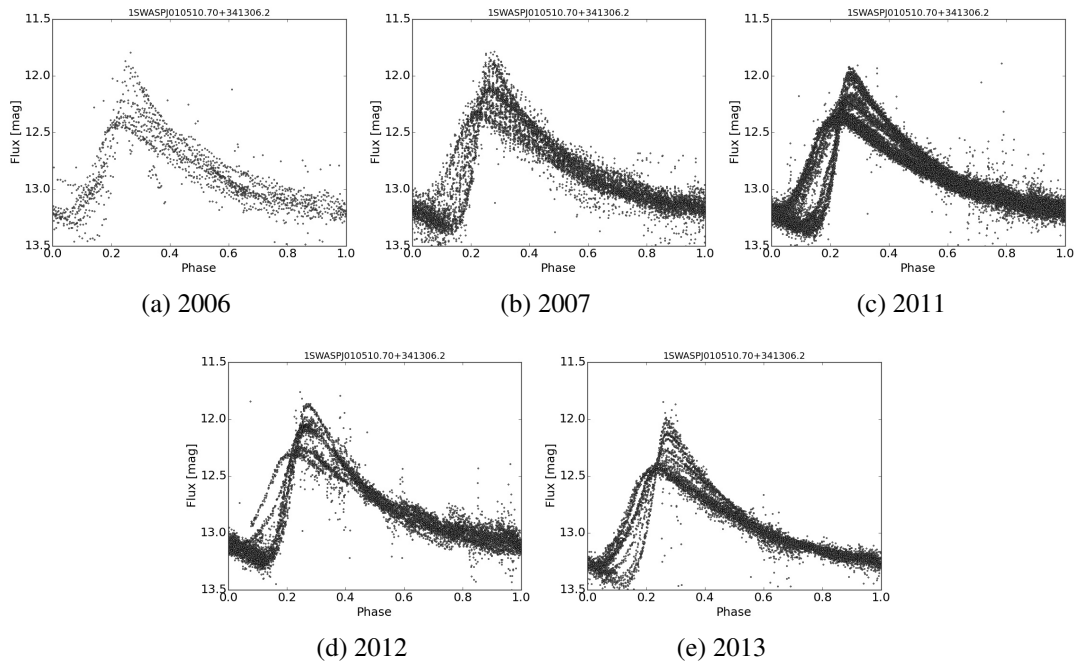 1SWASPJ010510.70+341306.2
11.5
12.0
12.5
13.0
13.5
Flux [mag]
0.0 0.2 0.4 0.6 0.8 1.0
Phase
(a) 2006
1SWASPJ010510.70+341306.2
11.5
12.0
12.5
13.0
13.5
Flux [mag]
0.0 0.2 0.4 0.6 0.8 1.0
Phase
(b) 2007
1SWASPJ010510.70+341306.2
11.5
12.0
12.5
13.0
13.5
Flux [mag]
0.0 0.2 0.4 0.6 0.8 1.0
Phase
(c) 2011
1SWASPJ010510.70+341306.2
11.5
12.0
12.5
13.0
13.5
Flux [mag]
0.0 0.2 0.4 0.6 0.8 1.0
Phase
(d) 2012
1SWASPJ010510.70+341306.2
11.5
12.0
12.5
13.0
13.5
Flux [mag]
0.0 0.2 0.4 0.6 0.8 1.0
Phase
(e) 2013